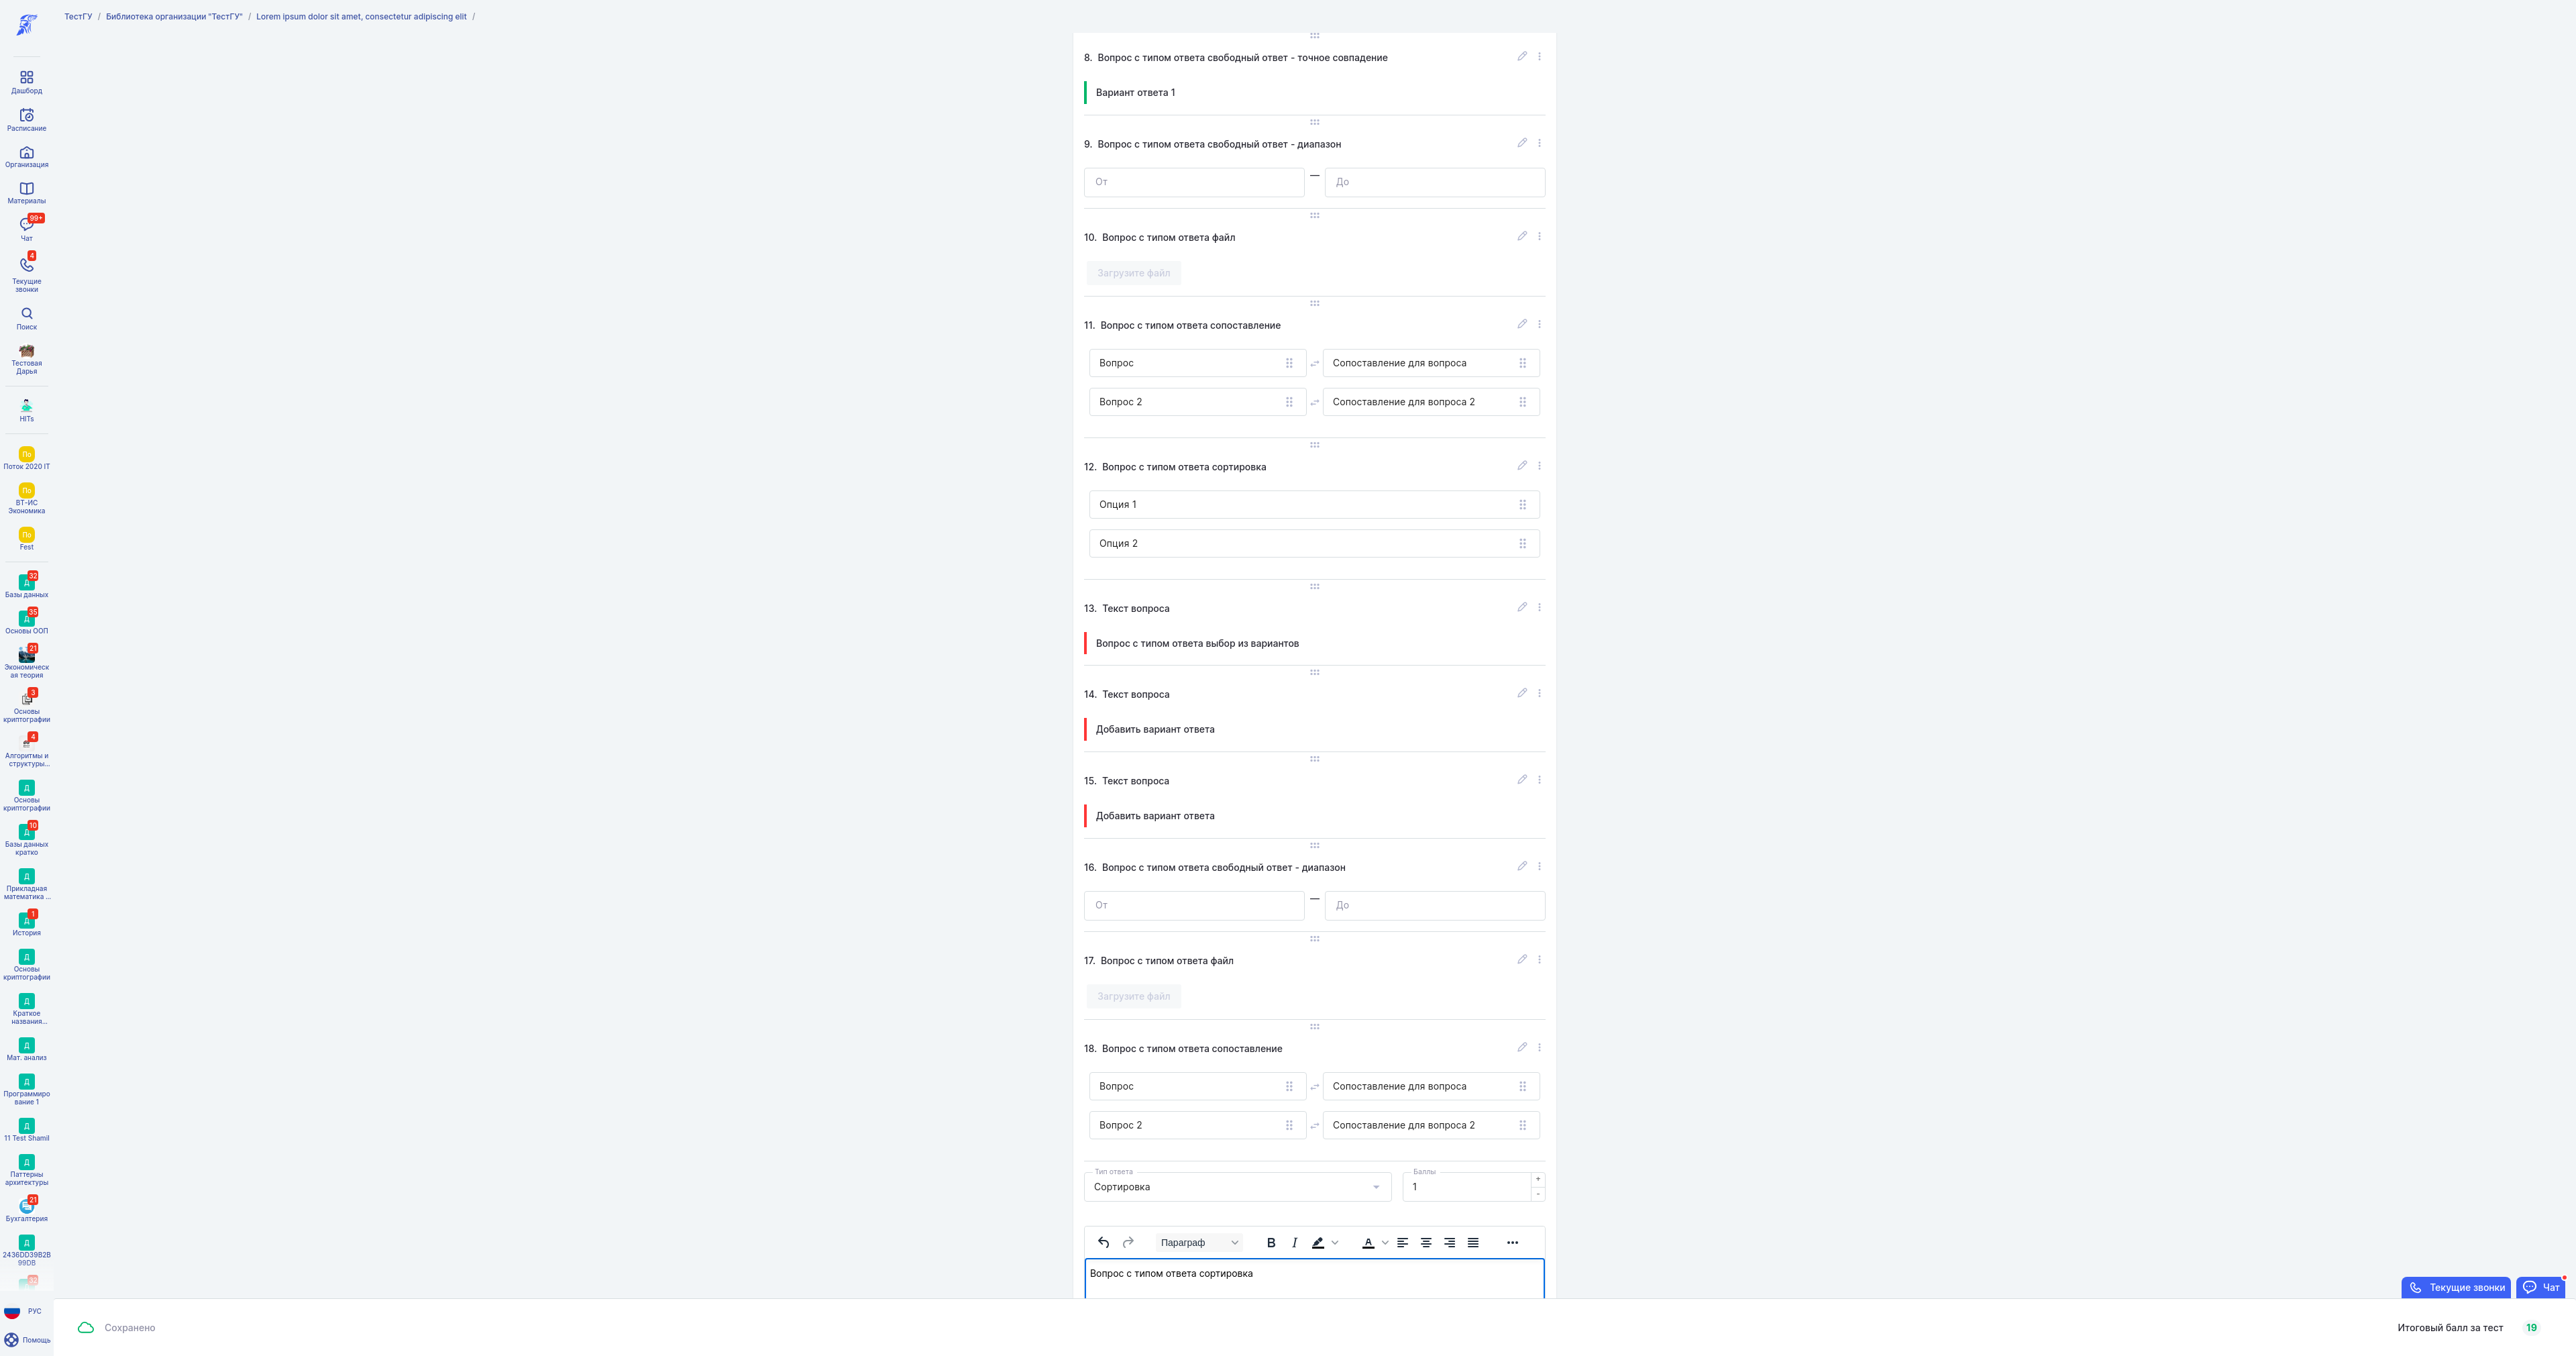 ТестГУ / Библиотека организации "ТестГУ" / Lorem ipsum dolor sit amet, consectetur adipiscing elit /
Дашборд
Расписание
Организация
Материалы
99+
Чат
4
Текущие
звонки
Поиск
Тестовая
Дарья
HITs
По
Поток 2020 IT
По
ВТ-ИС
Экономика
По
Fest
Д 32
Базы данных
Д 35
Основы ООП
21
Экономическ
ая теория
3
Основы
криптографии
4
Алгоритмы и
структуры...
Д
Основы
криптографии
Д 10
Базы данных
кратко
Д
Прикладная
математика ...
Д 1
История
Д
Основы
криптографии
Д
Краткое
названия...
Д
Мат. анализ
Д
Программиро
вание 1
Д
11 Test Shamil
Д
Паттерны
архитектуры
21
Бухгалтерия
Д
2436DD39B2B
99DB
32
РУС
Помощь
8. Вопрос с типом ответа свободный ответ - точное совпадение
Вариант ответа 1
9. Вопрос с типом ответа свободный ответ - диапазон
От — До
10. Вопрос с типом ответа файл
Загрузите файл
11. Вопрос с типом ответа сопоставление
Вопрос Сопоставление для вопроса
Вопрос 2 Сопоставление для вопроса 2
12. Вопрос с типом ответа сортировка
Опция 1
Опция 2
13. Текст вопроса
Вопрос с типом ответа выбор из вариантов
14. Текст вопроса
Добавить вариант ответа
15. Текст вопроса
Добавить вариант ответа
16. Вопрос с типом ответа свободный ответ - диапазон
От — До
17. Вопрос с типом ответа файл
Загрузите файл
18. Вопрос с типом ответа сопоставление
Вопрос Сопоставление для вопроса
Вопрос 2 Сопоставление для вопроса 2
Тип ответа Баллы
Сортировка 1 + -
Параграф B I A
Вопрос с типом ответа сортировка
Текущие звонки Чат
Сохранено Итоговый балл за тест 19